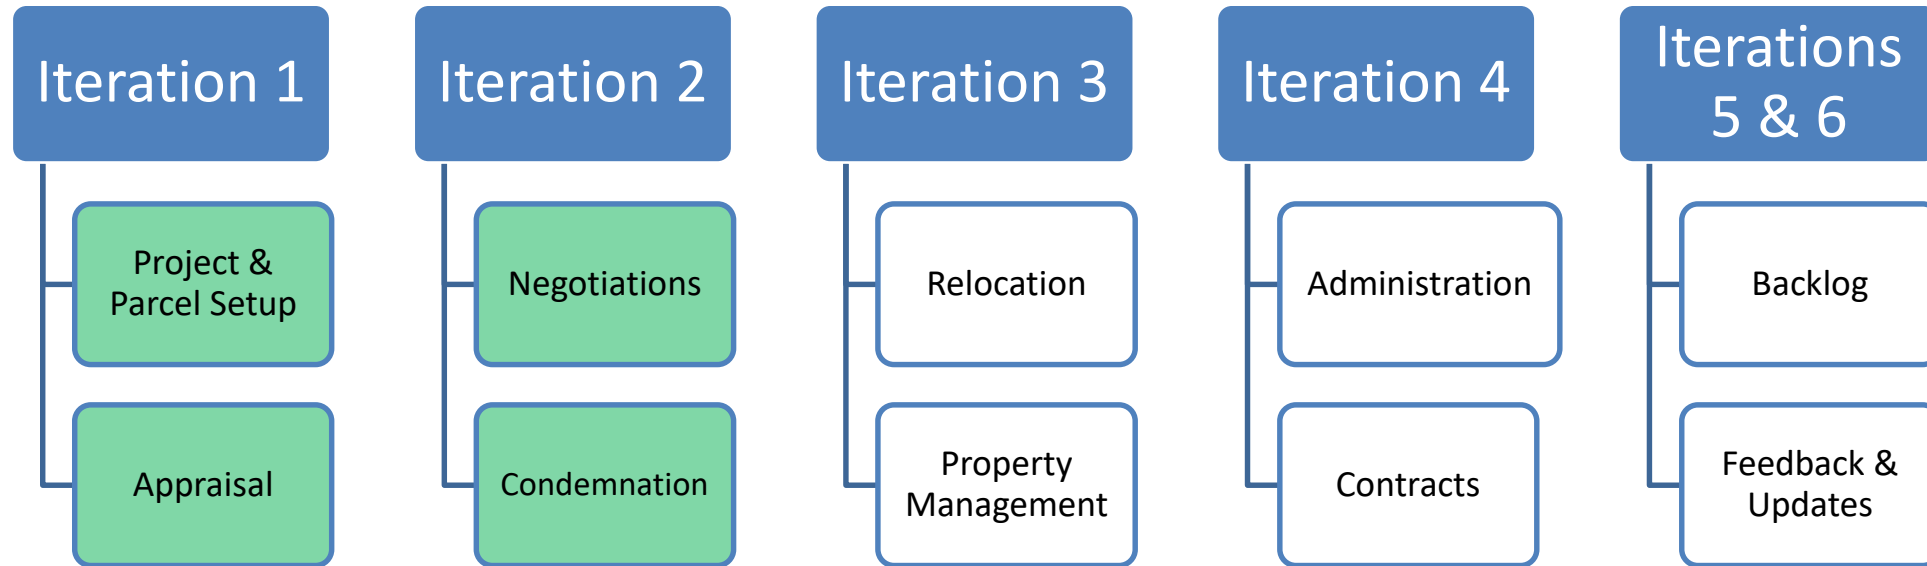 Iteration 1
Project &
Parcel Setup
Appraisal
Iteration 2
Negotiations
Condemnation
Iteration 3
Relocation
Property
Management
Iteration 4
Administration
Contracts
Iterations
5 & 6
Backlog
Feedback &
Updates